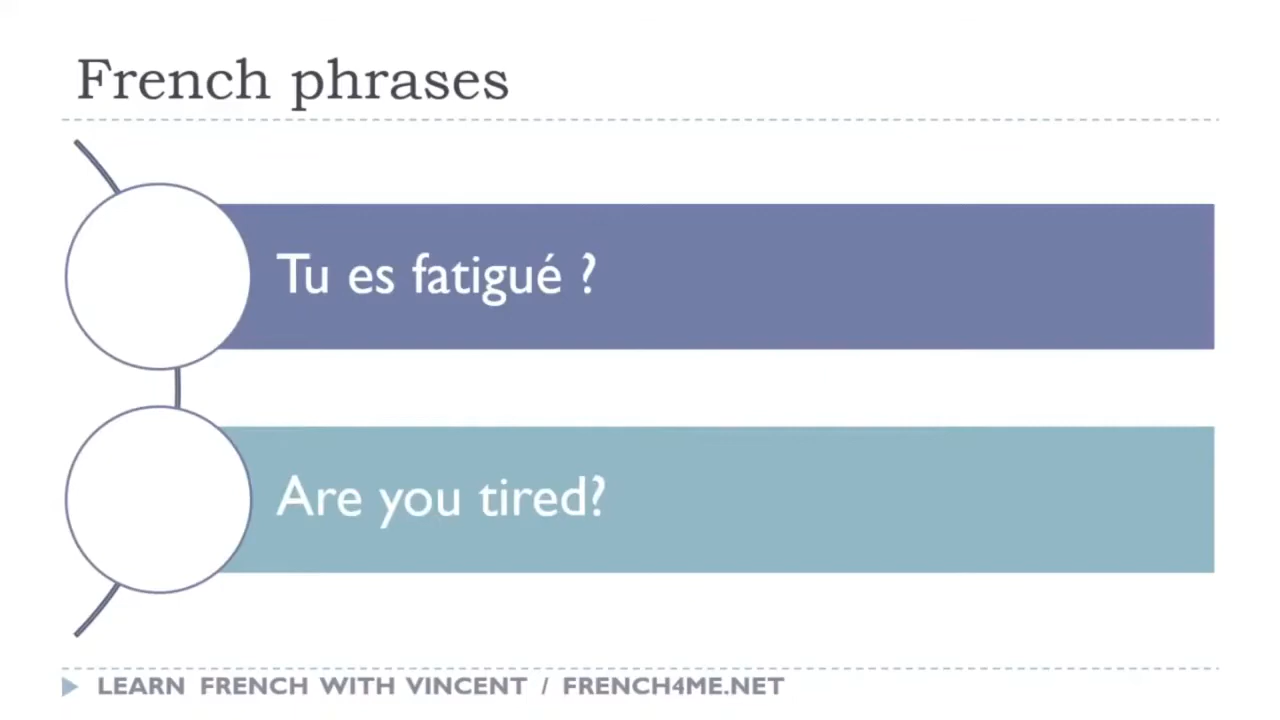 French phrases
Tu es fatigué ?
Are you tired?
LEARN FRENCH WITH VINCENT / FRENCH4ME.NET